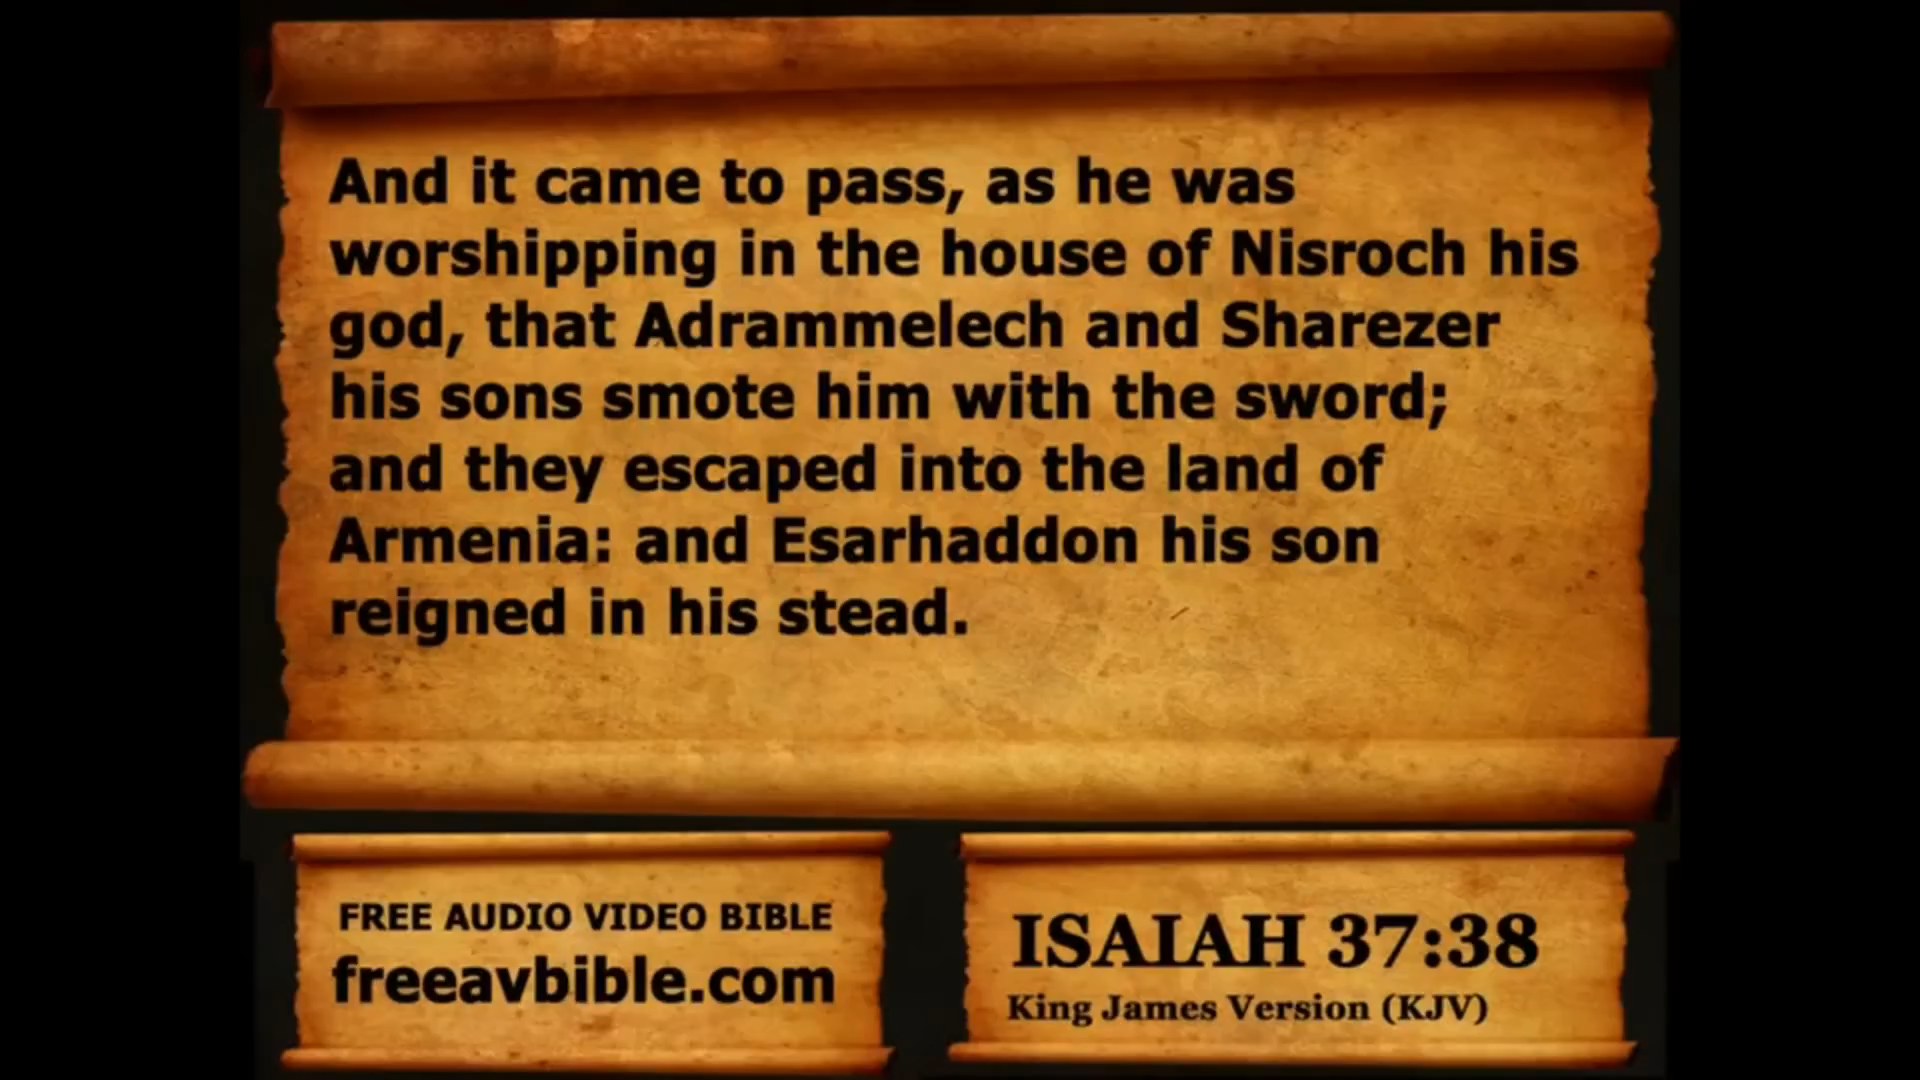 And it came to pass, as he was
worshipping in the house of Nisroch his
god, that Adrammelech and Sharezer
his sons smote him with the sword;
and they escaped into the land of
Armenia: and Esarhaddon his son
reigned in his stead.
FREE AUDIO VIDEO BIBLE
freeavbible.com
ISAIAH 37:38
King James Version (KJV)